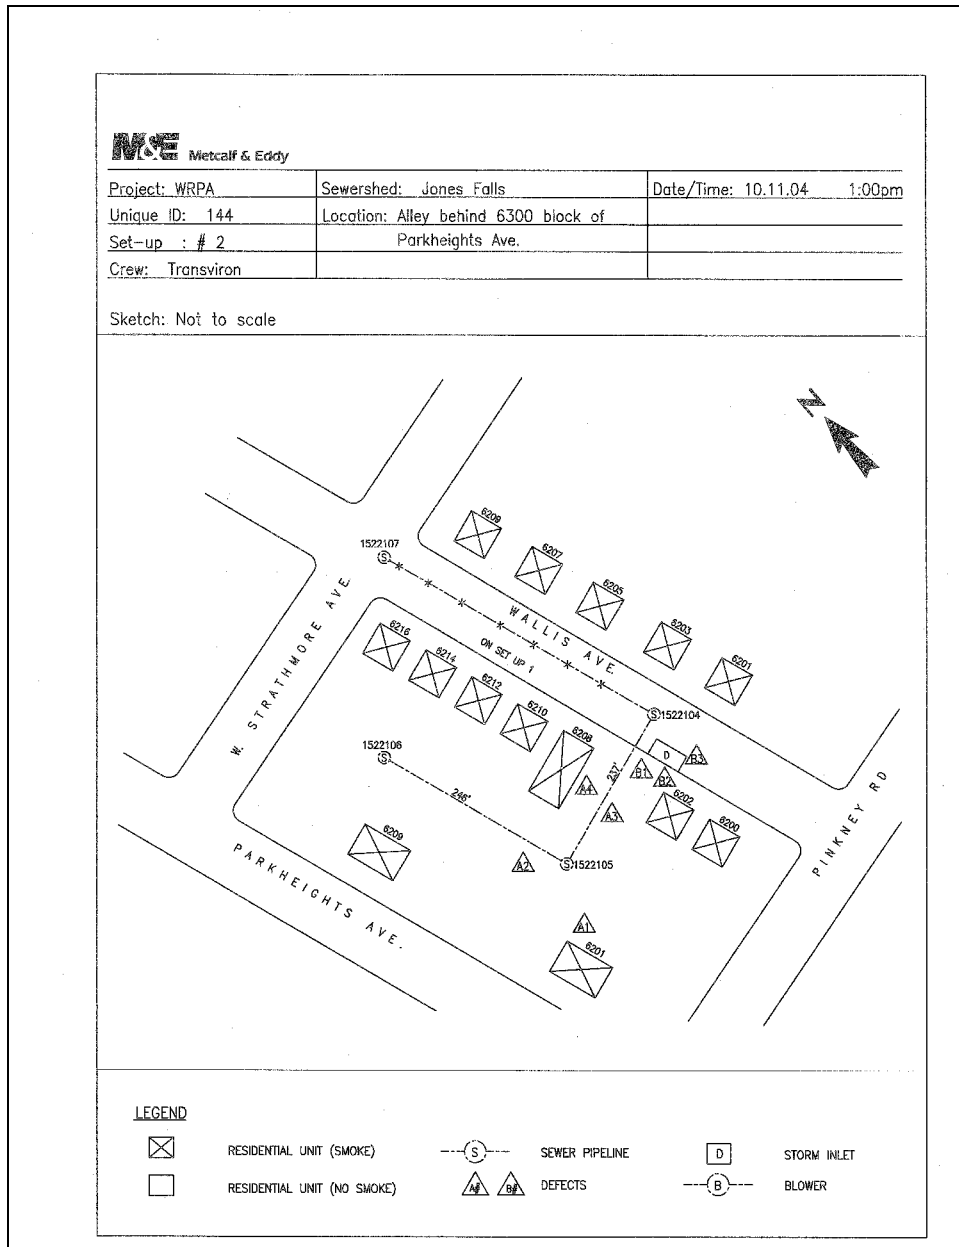 M&E Metcalf & Eddy
Project: WRPA Sewershed: Jones Falls Date/Time: 10.11.04 1:00pm
Unique ID: 144 Location: Alley behind 6300 block of
Set-up : # 2 Parkheights Ave.
Crew: Transviron
Sketch: Not to scale
N
6209
6207
6205
6203
6201
1522107
S
WALLIS AVE.
ON SET UP 1
W. STRATHMORE AVE.
6216
6214
6212
6210
6208
S 1522104
D
B3
B1
B2
237'
A4
A3
6202
6200
PINKNEY RD
1522106
S
246'
6209
A2
S 1522105
PARKHEIGHTS AVE.
A1
6201
LEGEND
RESIDENTIAL UNIT (SMOKE) S SEWER PIPELINE D STORM INLET
RESIDENTIAL UNIT (NO SMOKE) A# B# DEFECTS B BLOWER